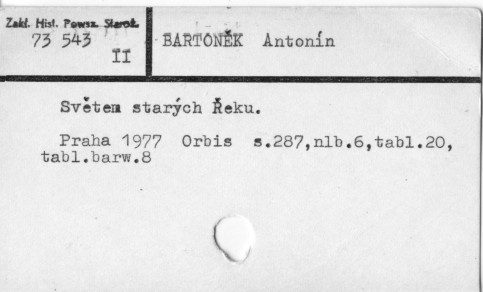 Zakł. Hist. Powsz. Staroż.
73 543
II
BARTONĚK Antonín
Světem starých Řeku.
Praha 1977 Orbis s.287,nlb.6,tabl.20,
tabl.barw.8